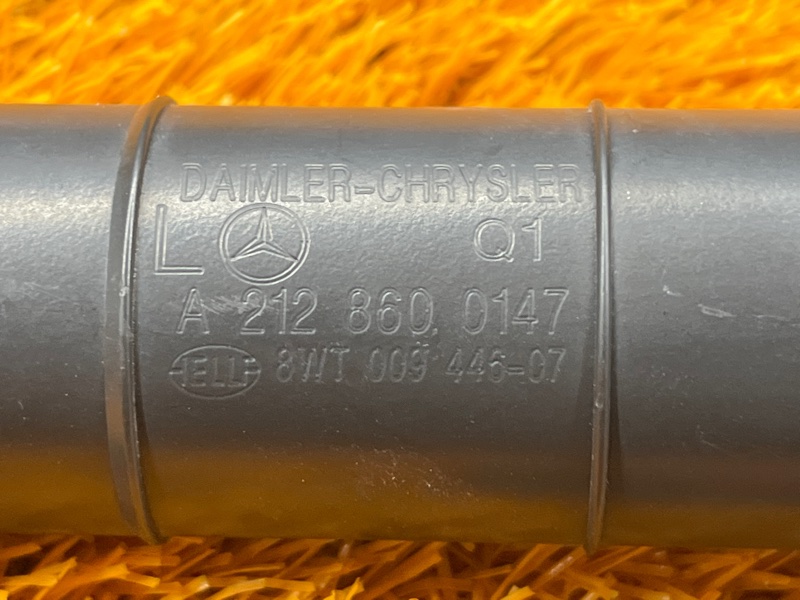 DAIMLER-CHRYSLER
L Q1
A 212 860 0147
HELLA 8WT 009 446-07